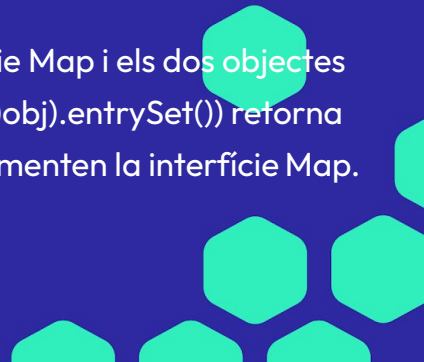 ie Map i els dos objectes
obj).entrySet()) retorna
menten la interfície Map.